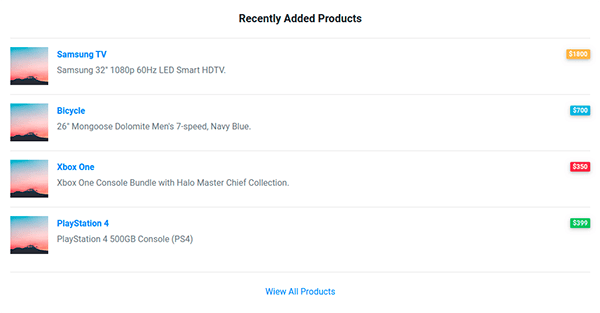 Recently Added Products
Samsung TV
$1800
Samsung 32" 1080p 60Hz LED Smart HDTV.
Bicycle
$700
26" Mongoose Dolomite Men's 7-speed, Navy Blue.
Xbox One
$350
Xbox One Console Bundle with Halo Master Chief Collection.
PlayStation 4
$399
PlayStation 4 500GB Console (PS4)
Wiew All Products